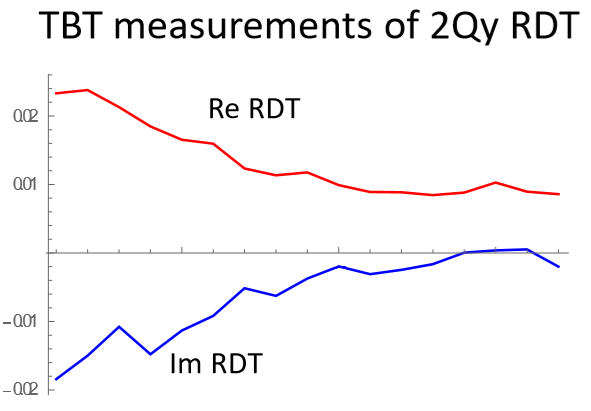 TBT measurements of 2Qy RDT
0.02
Re RDT
0.01
-0.01
Im RDT
-0.02